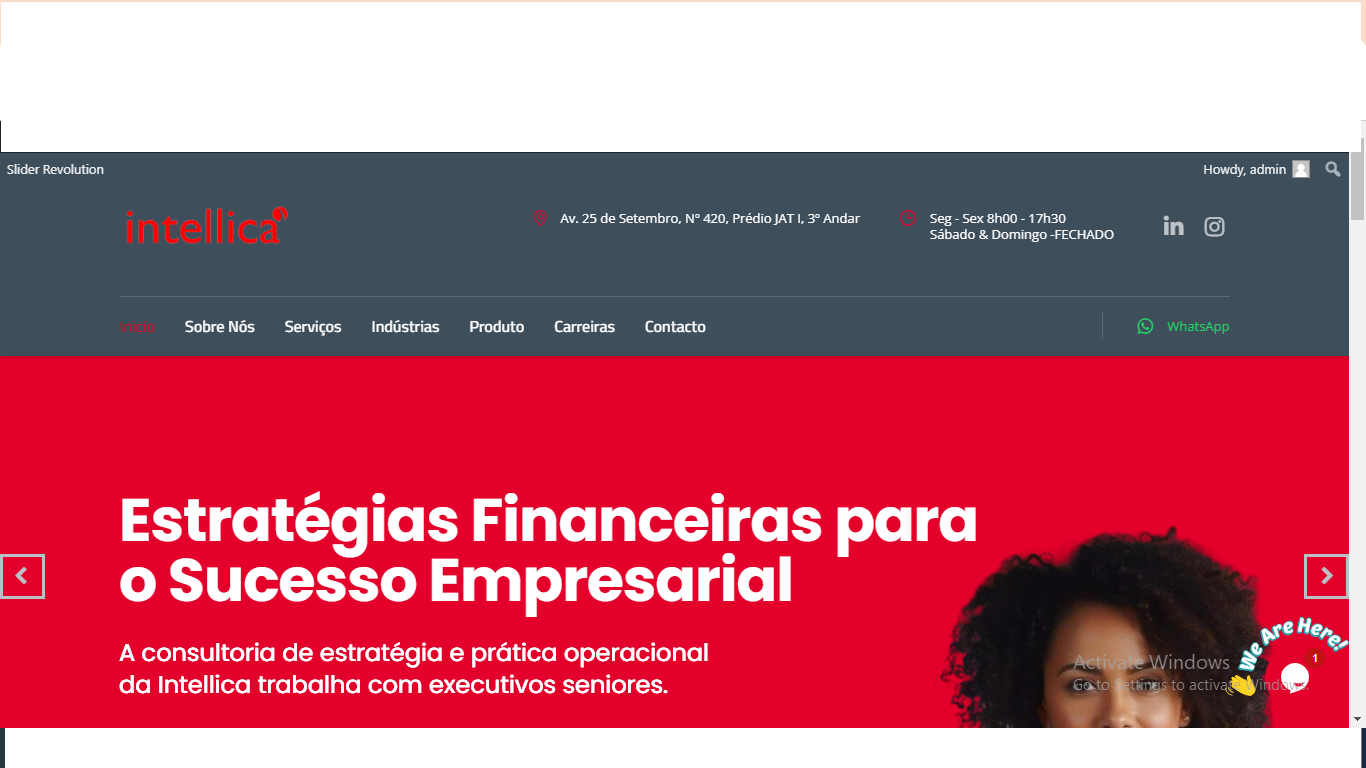 Slider Revolution
Howdy, admin
intellica
Av. 25 de Setembro, Nº 420, Prédio JAT I, 3º Andar
Seg - Sex 8h00 - 17h30
Sábado & Domingo -FECHADO
Início
Sobre Nós
Serviços
Indústrias
Produto
Carreiras
Contacto
WhatsApp
Estratégias Financeiras para
o Sucesso Empresarial
A consultoria de estratégia e prática operacional
da Intellica trabalha com executivos seniores.
We Are Here!
1
Activate Windows
Go to Settings to activate Windows.